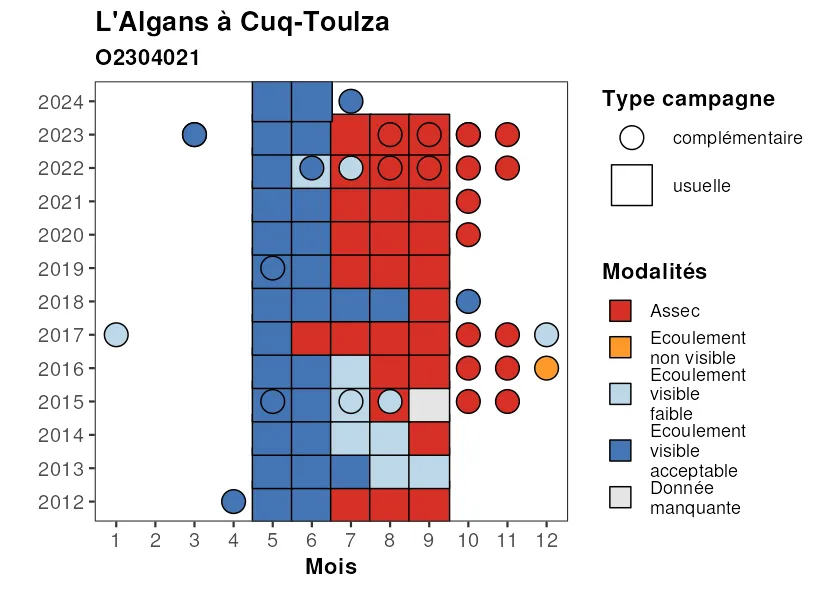 L'Algans à Cuq-Toulza
O2304021
2024
2023
2022
2021
2020
2019
2018
2017
2016
2015
2014
2013
2012
1 2 3 4 5 6 7 8 9 10 11 12
Mois
Type campagne
complémentaire
usuelle
Modalités
Assec
Ecoulement
non visible
Ecoulement
visible
faible
Ecoulement
visible
acceptable
Donnée
manquante